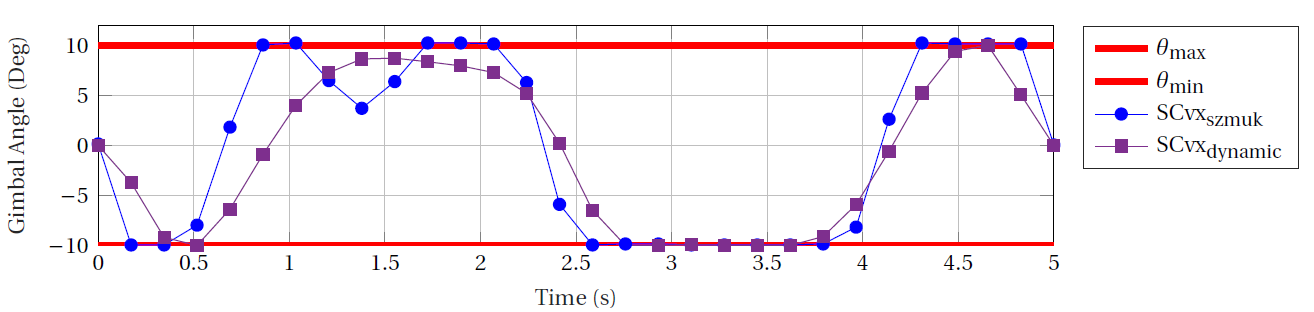 Gimbal Angle (Deg)
10
5
0
−5
−10
0 0.5 1 1.5 2 2.5 3 3.5 4 4.5 5
Time (s)
θmax
θmin
SCvxszmuk
SCvxdynamic